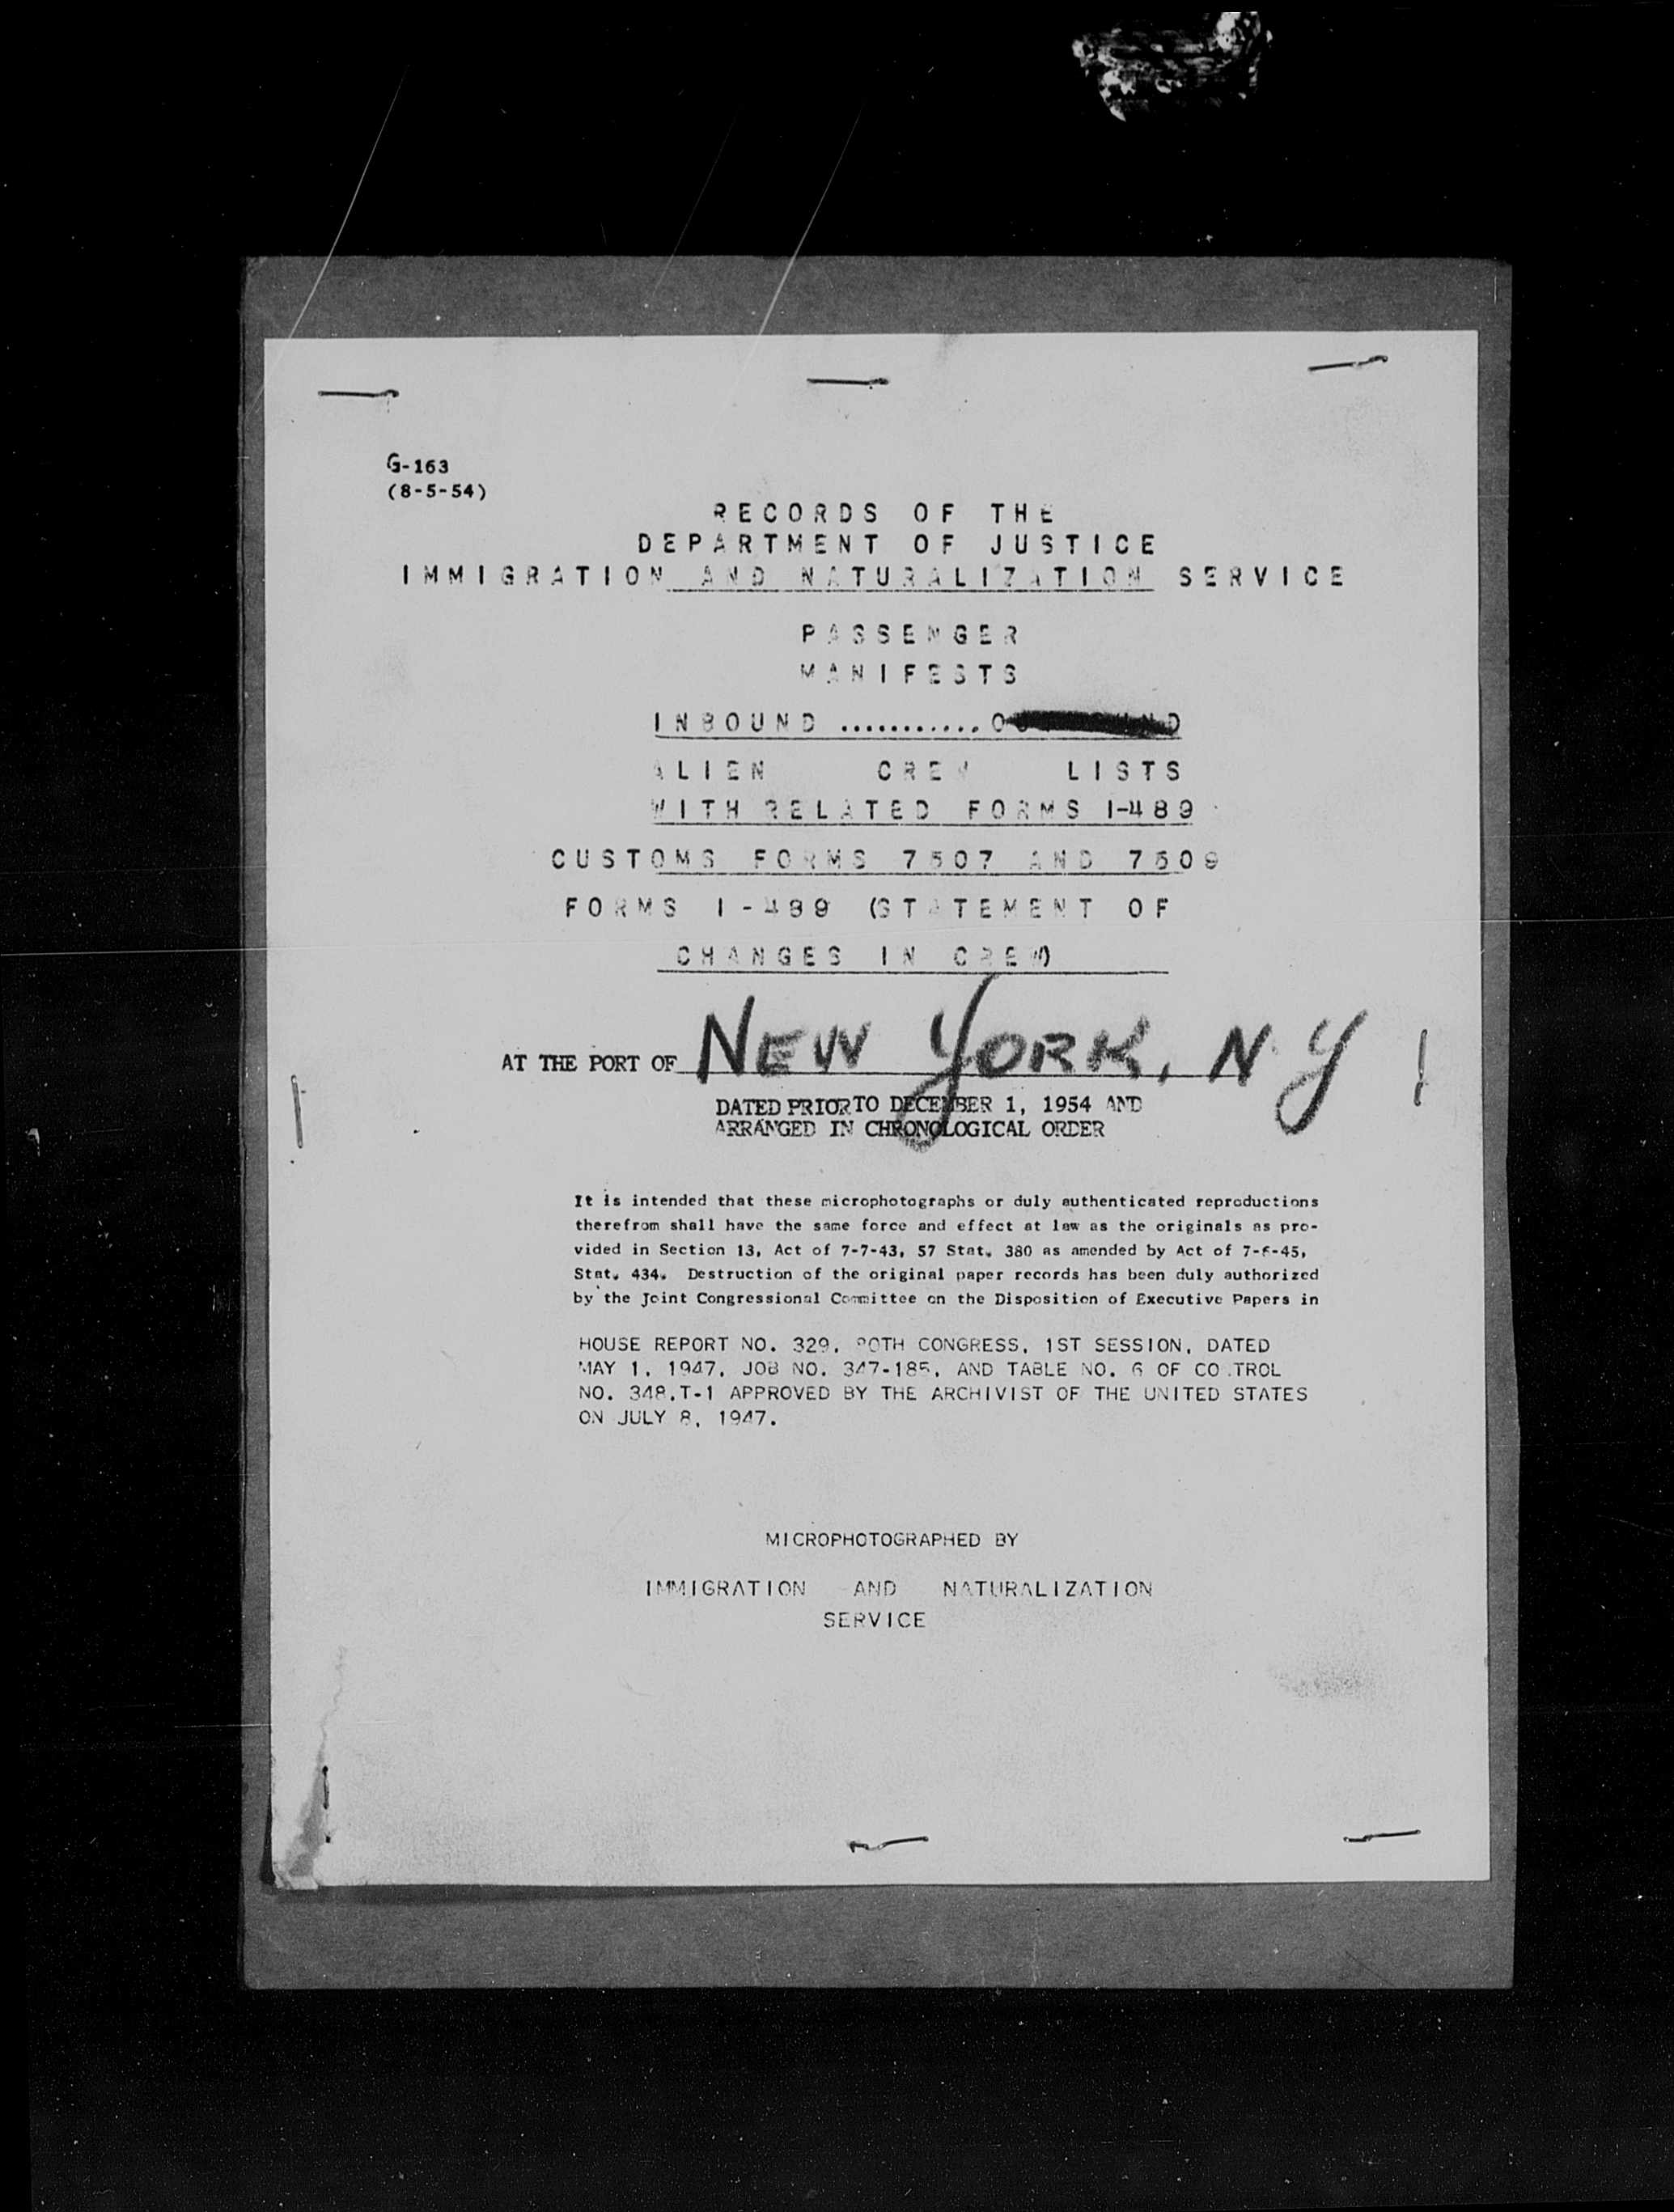 G-163
(8-5-54)
RECORDS OF THE
DEPARTMENT OF JUSTICE
IMMIGRATION AND NATURALIZATION SERVICE
PASSENGER
MANIFESTS
INBOUND ...........
ALIEN CREW LISTS
WITH RELATED FORMS I-489
CUSTOMS FORMS 7507 AND 7509
FORMS I-489 (STATEMENT OF
CHANGES IN CREW)
AT THE PORT OF NEW YORK, N.Y
DATED PRIOR TO DECEMBER 1, 1954 AND
ARRANGED IN CHRONOLOGICAL ORDER
It is intended that these microphotographs or duly authenticated reproductions
therefrom shall have the same force and effect at law as the originals as pro-
vided in Section 13, Act of 7-7-43, 57 Stat. 380 as amended by Act of 7-6-45,
Stat. 434. Destruction of the original paper records has been duly authorized
by the Joint Congressional Committee on the Disposition of Executive Papers in
HOUSE REPORT NO. 329, 80TH CONGRESS, 1ST SESSION, DATED
MAY 1, 1947, JOB NO. 347-185, AND TABLE NO. 6 OF CO.TROL
NO. 348.T-1 APPROVED BY THE ARCHIVIST OF THE UNITED STATES
ON JULY 8, 1947.
MICROPHOTOGRAPHED BY
IMMIGRATION AND NATURALIZATION
SERVICE